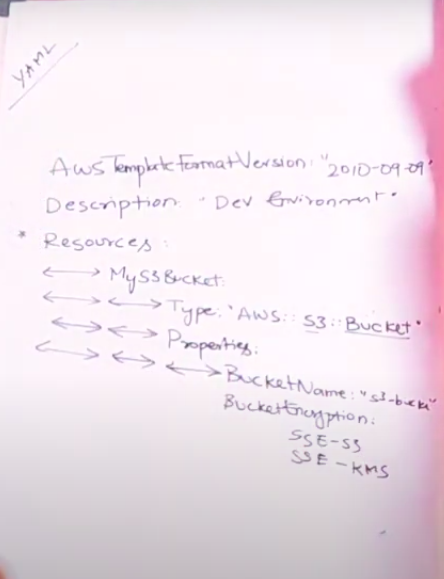 YAML
AWSTemplateFormatVersion: "2010-09-09"
Description: "Dev Environment"
* Resources:
MyS3Bucket:
Type: "AWS::S3::Bucket"
Properties:
BucketName: "s3-bucket"
BucketEncryption:
SSE-S3
SSE-KMS